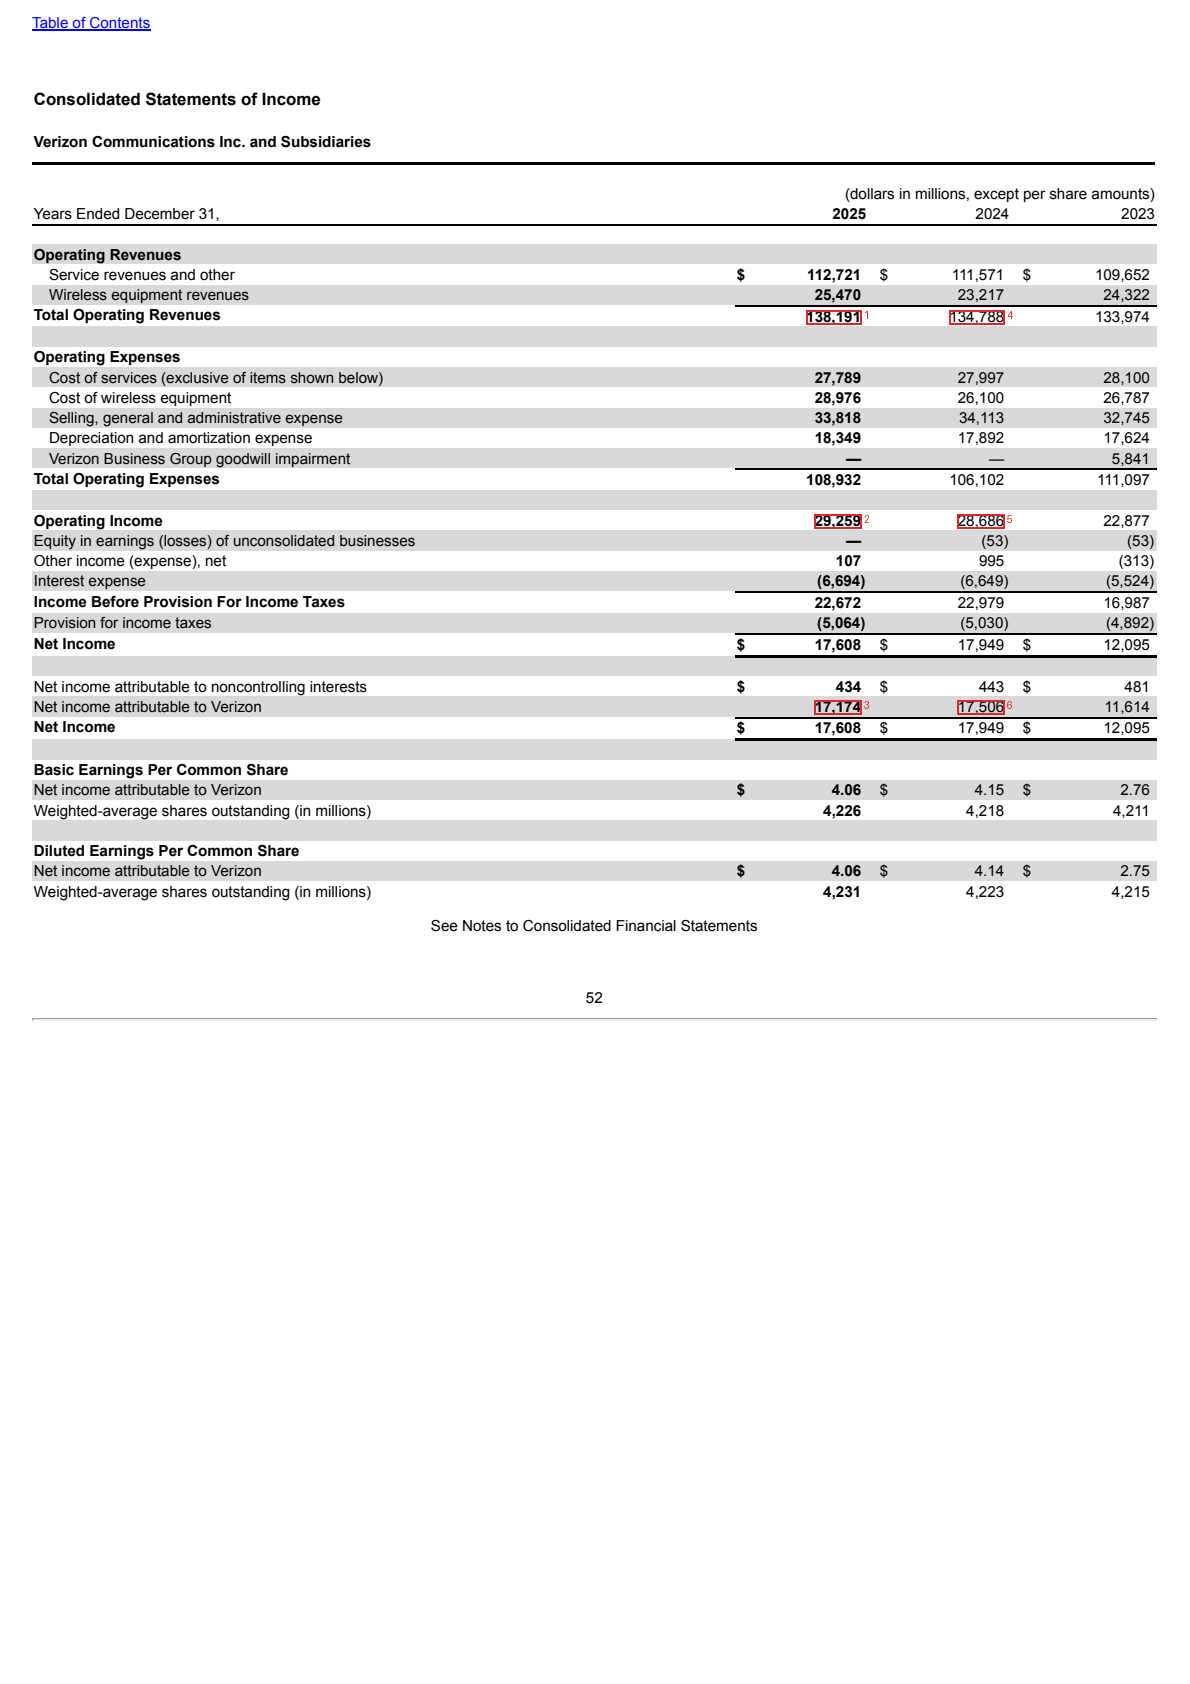 Table of Contents
Consolidated Statements of Income
Verizon Communications Inc. and Subsidiaries
(dollars in millions, except per share amounts)
Years Ended December 31, 2025 2024 2023
Operating Revenues
Service revenues and other $ 112,721 $ 111,571 $ 109,652
Wireless equipment revenues 25,470 23,217 24,322
Total Operating Revenues 138,191 1 134,788 4 133,974
Operating Expenses
Cost of services (exclusive of items shown below) 27,789 27,997 28,100
Cost of wireless equipment 28,976 26,100 26,787
Selling, general and administrative expense 33,818 34,113 32,745
Depreciation and amortization expense 18,349 17,892 17,624
Verizon Business Group goodwill impairment — — 5,841
Total Operating Expenses 108,932 106,102 111,097
Operating Income 29,259 2 28,686 5 22,877
Equity in earnings (losses) of unconsolidated businesses — (53) (53)
Other income (expense), net 107 995 (313)
Interest expense (6,694) (6,649) (5,524)
Income Before Provision For Income Taxes 22,672 22,979 16,987
Provision for income taxes (5,064) (5,030) (4,892)
Net Income $ 17,608 $ 17,949 $ 12,095
Net income attributable to noncontrolling interests $ 434 $ 443 $ 481
Net income attributable to Verizon 17,174 3 17,506 6 11,614
Net Income $ 17,608 $ 17,949 $ 12,095
Basic Earnings Per Common Share
Net income attributable to Verizon $ 4.06 $ 4.15 $ 2.76
Weighted-average shares outstanding (in millions) 4,226 4,218 4,211
Diluted Earnings Per Common Share
Net income attributable to Verizon $ 4.06 $ 4.14 $ 2.75
Weighted-average shares outstanding (in millions) 4,231 4,223 4,215
See Notes to Consolidated Financial Statements
52